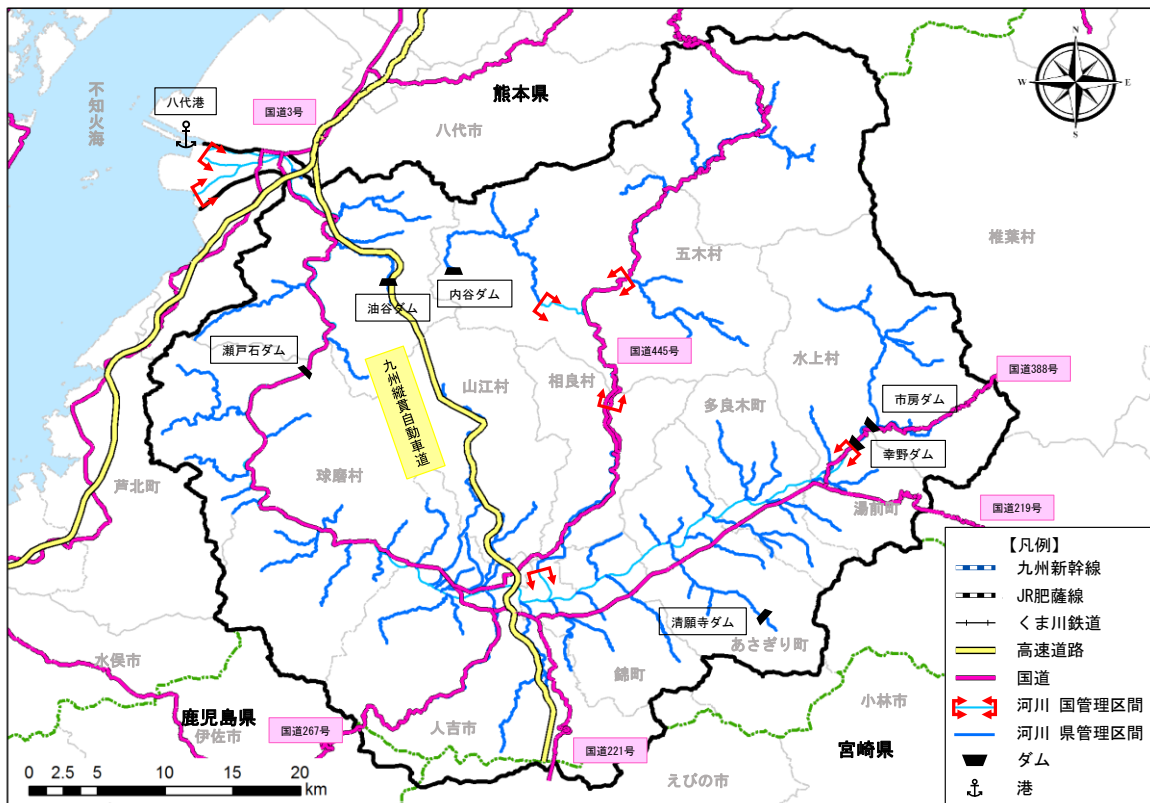 N
W
E
S
不知火海
八代港
国道3号
熊本県
八代市
五木村
椎葉村
油谷ダム
内谷ダム
瀬戸石ダム
国道445号
水上村
九州縦貫自動車道
山江村
相良村
国道388号
多良木町
市房ダム
幸野ダム
球磨村
芦北町
湯前町
国道219号
清願寺ダム
あさぎり町
錦町
水俣市
小林市
鹿児島県
伊佐市
人吉市
国道267号
国道221号
宮崎県
えびの市
【凡例】
九州新幹線
JR肥薩線
くま川鉄道
高速道路
国道
河川 国管理区間
河川 県管理区間
ダム
港
0 2.5 5 10 15 20
km